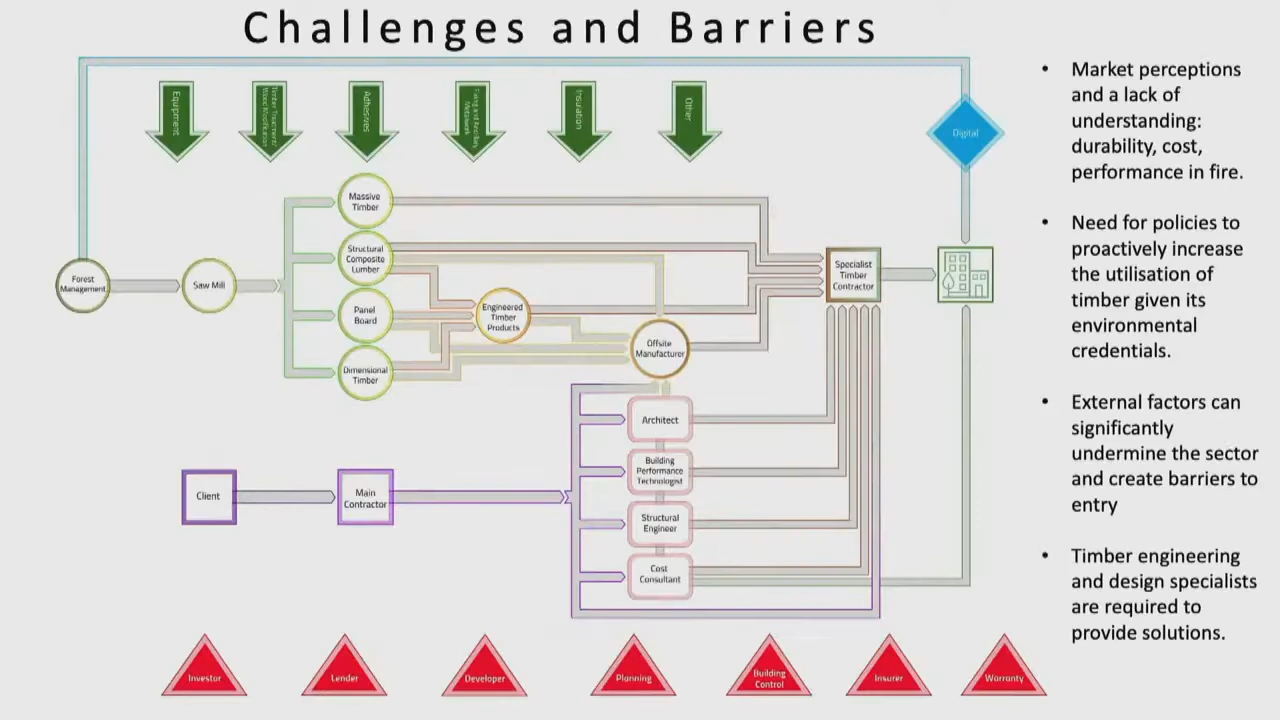 Challenges and Barriers
Equipment
Timber Treatment/
Wood Modification
Adhesives
Metalwork
Insulation
Other
Digital
Massive
Timber
Structural
Composite
Lumber
Forest
Management
Saw Mill
Panel
Board
Dimensional
Timber
Engineered
Timber
Products
Offsite
Manufacturer
Specialist
Timber
Contractor
Architect
Building
Performance
Technologist
Structural
Engineer
Cost
Consultant
Client
Main
Contractor
Investor
Lender
Developer
Planning
Building
Control
Insurer
Warranty
• Market perceptions
and a lack of
understanding:
durability, cost,
performance in fire.
• Need for policies to
proactively increase
the utilisation of
timber given its
environmental
credentials.
• External factors can
significantly
undermine the sector
and create barriers to
entry
• Timber engineering
and design specialists
are required to
provide solutions.